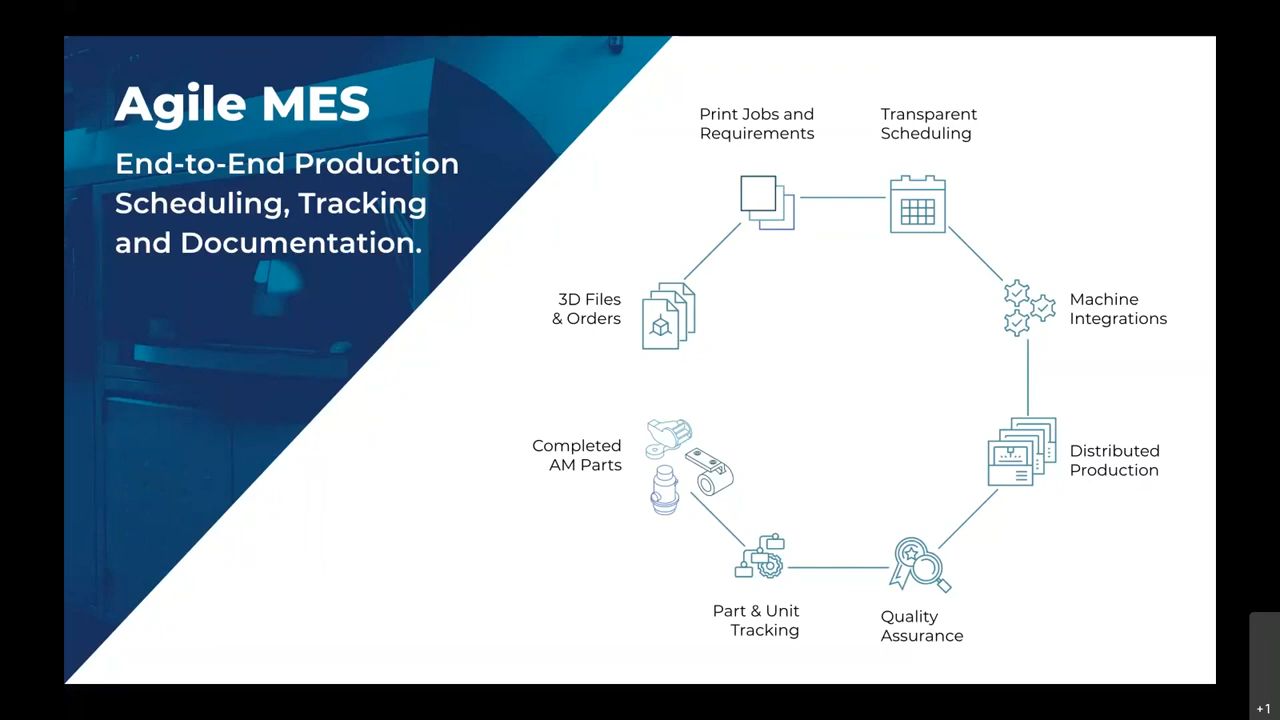 Agile MES
End-to-End Production
Scheduling, Tracking
and Documentation.
Print Jobs and
Requirements
Transparent
Scheduling
3D Files
& Orders
Machine
Integrations
Completed
AM Parts
Distributed
Production
Part & Unit
Tracking
Quality
Assurance
+1